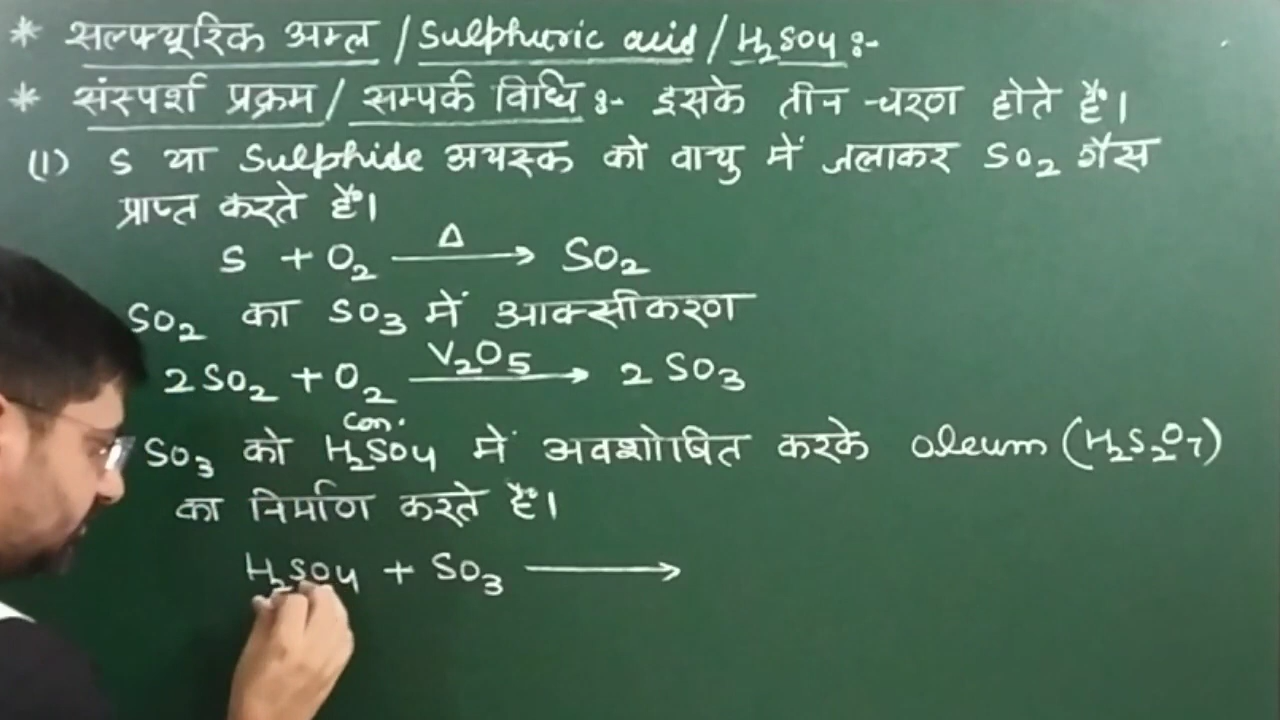 * सल्फ्यूरिक अम्ल / Sulphuric acid / H₂SO₄ :-
* संस्पर्श प्रक्रम / सम्पर्क विधि :- इसके तीन चरण होते हैं।
(1) S या Sulphide अयस्क को वायु में जलाकर SO₂ गैस
प्राप्त करते हैं।
S + O₂ —Δ→ SO₂
SO₂ का SO₃ में आक्सीकरण
2SO₂ + O₂ —V₂O₅→ 2SO₃
SO₃ को con. H₂SO₄ में अवशोषित करके Oleum (H₂S₂O₇)
का निर्माण करते हैं।
H₂SO₄ + SO₃ ⟶